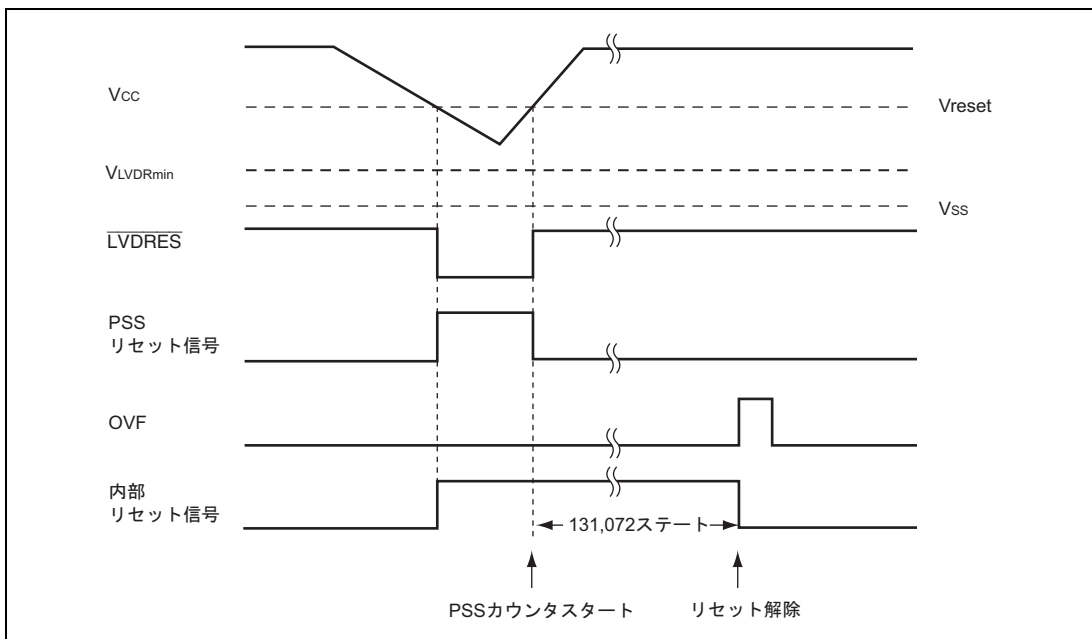 Vcc
Vreset
VLVDRmin
Vss
LVDRES
PSS
リセット信号
OVF
内部
リセット信号
131,072ステート
PSSカウンタスタート
リセット解除